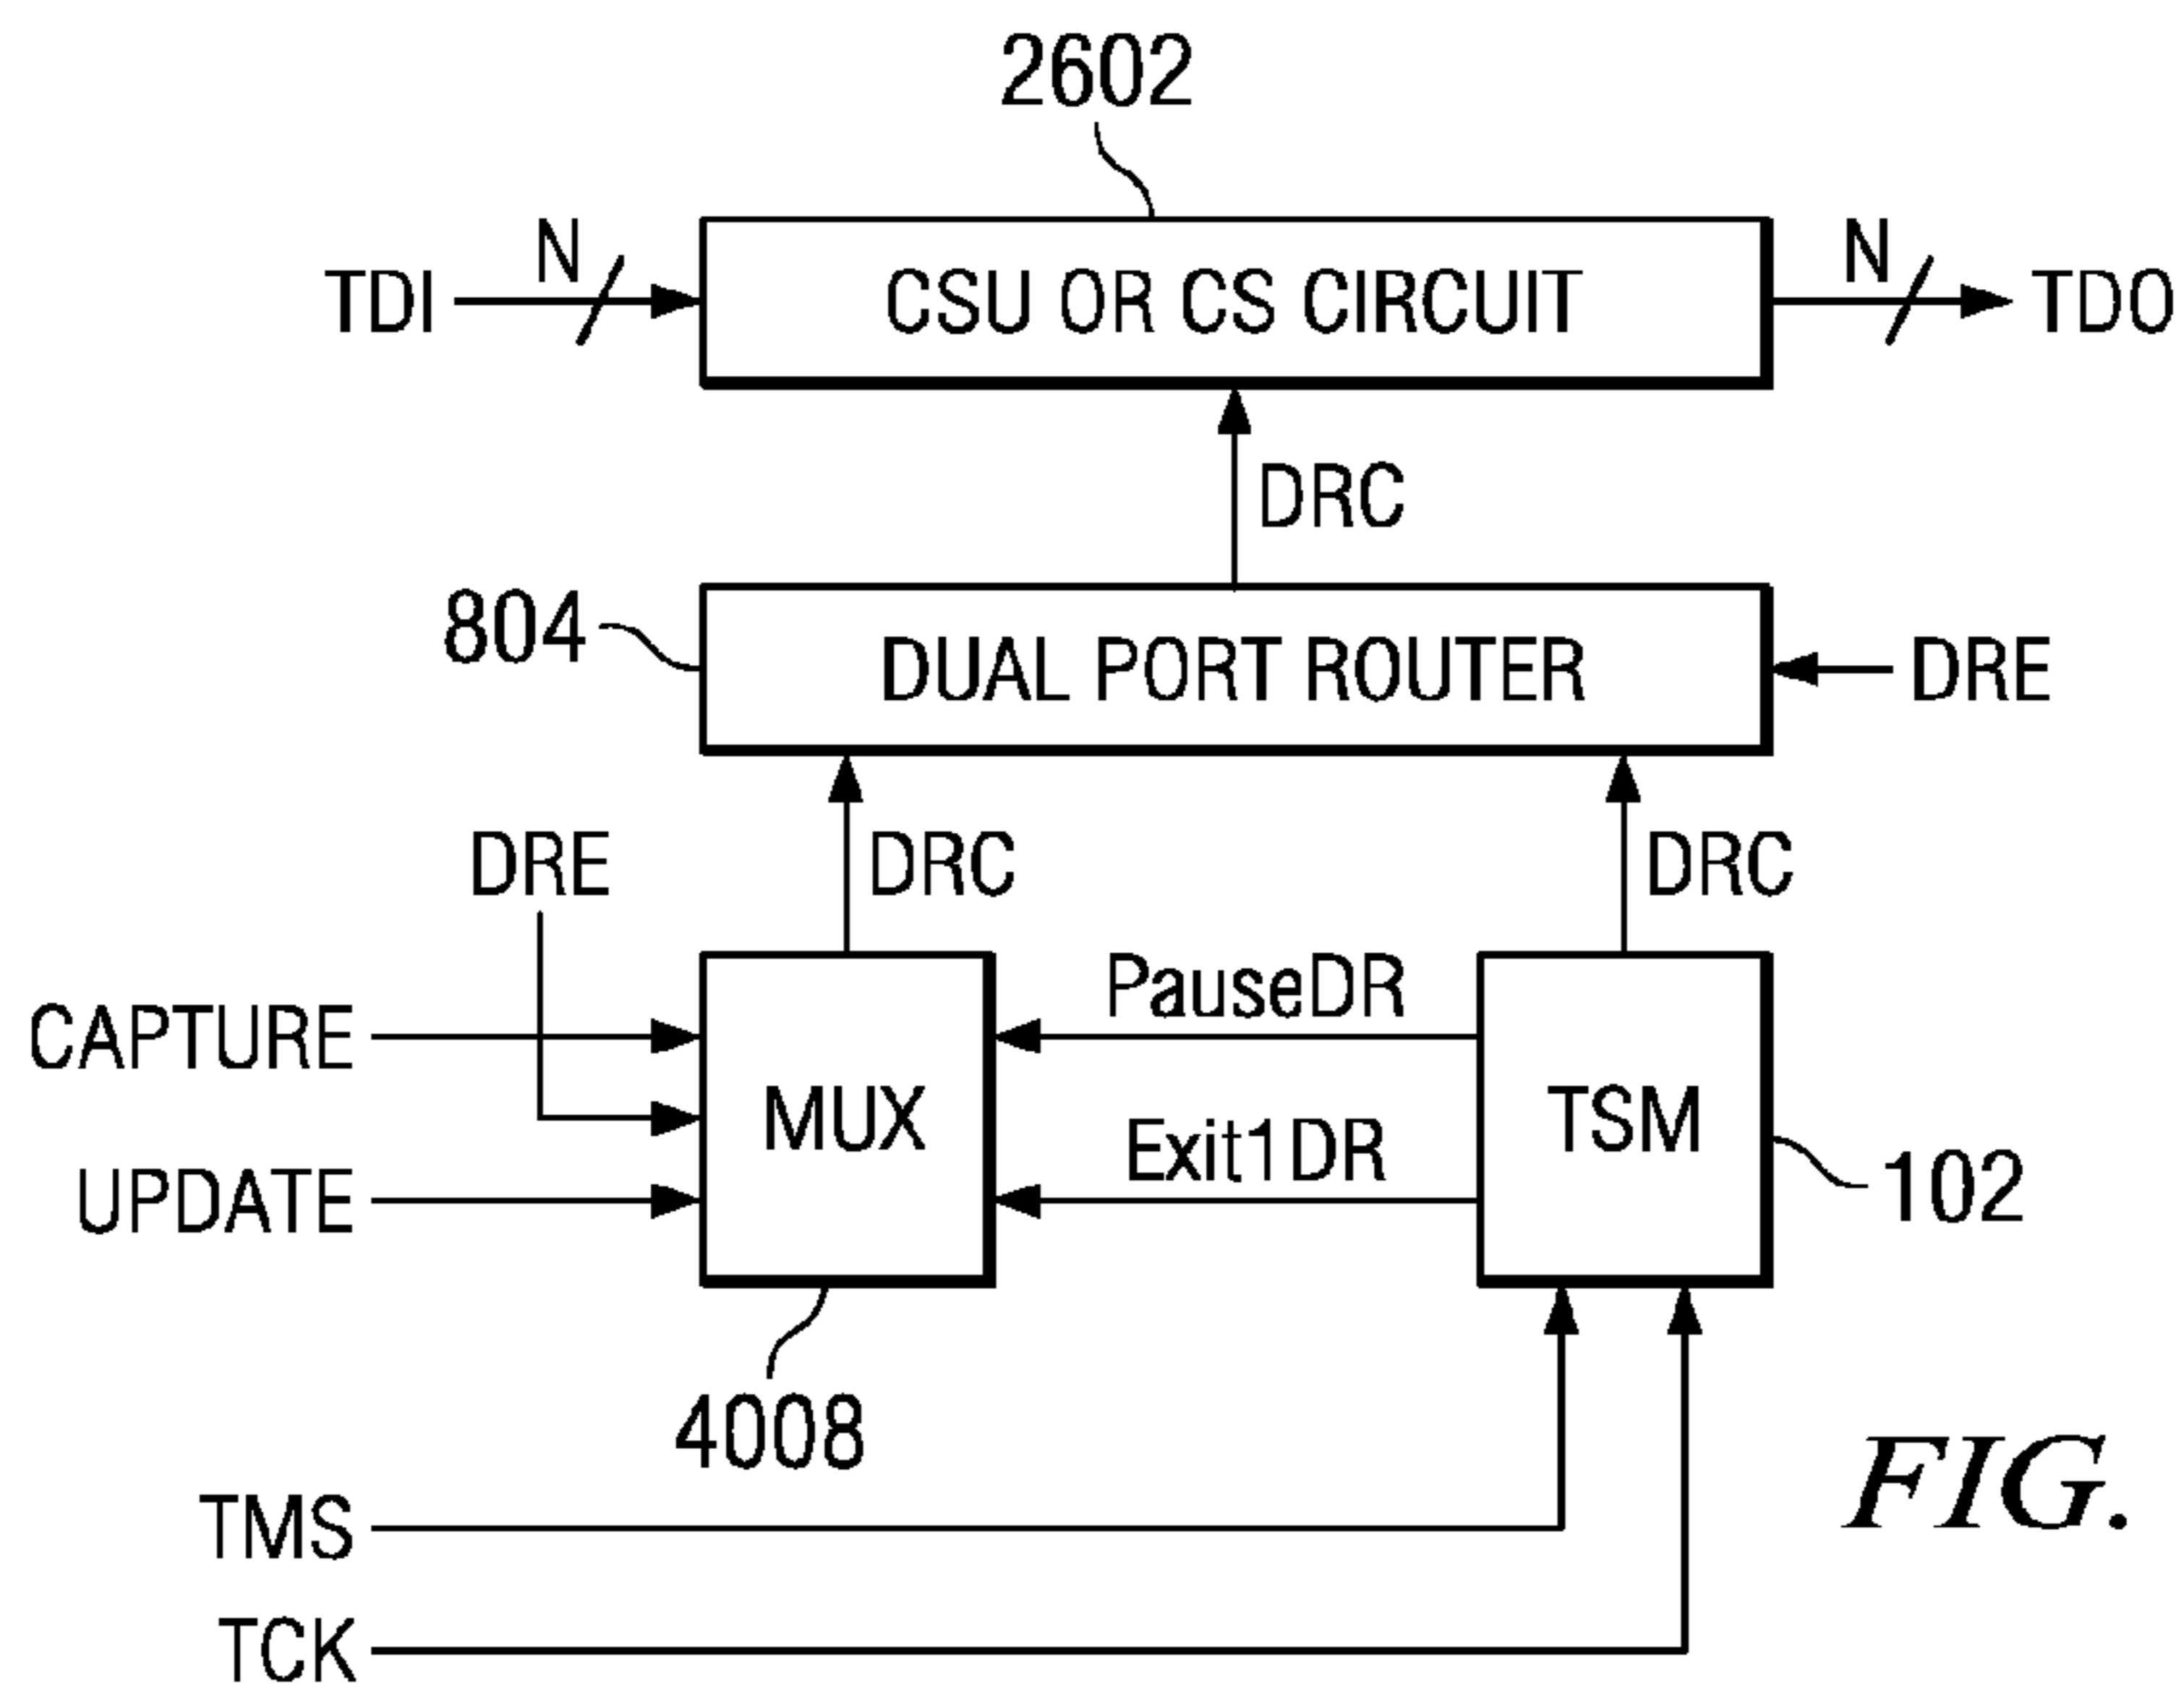 2602
N
N
TDI
CSU OR CS CIRCUIT
TDO
DRC
804
DUAL PORT ROUTER
DRE
DRE
DRC
DRC
CAPTURE
PauseDR
MUX
TSM
UPDATE
Exit1DR
102
4008
TMS
FIG.
TCK